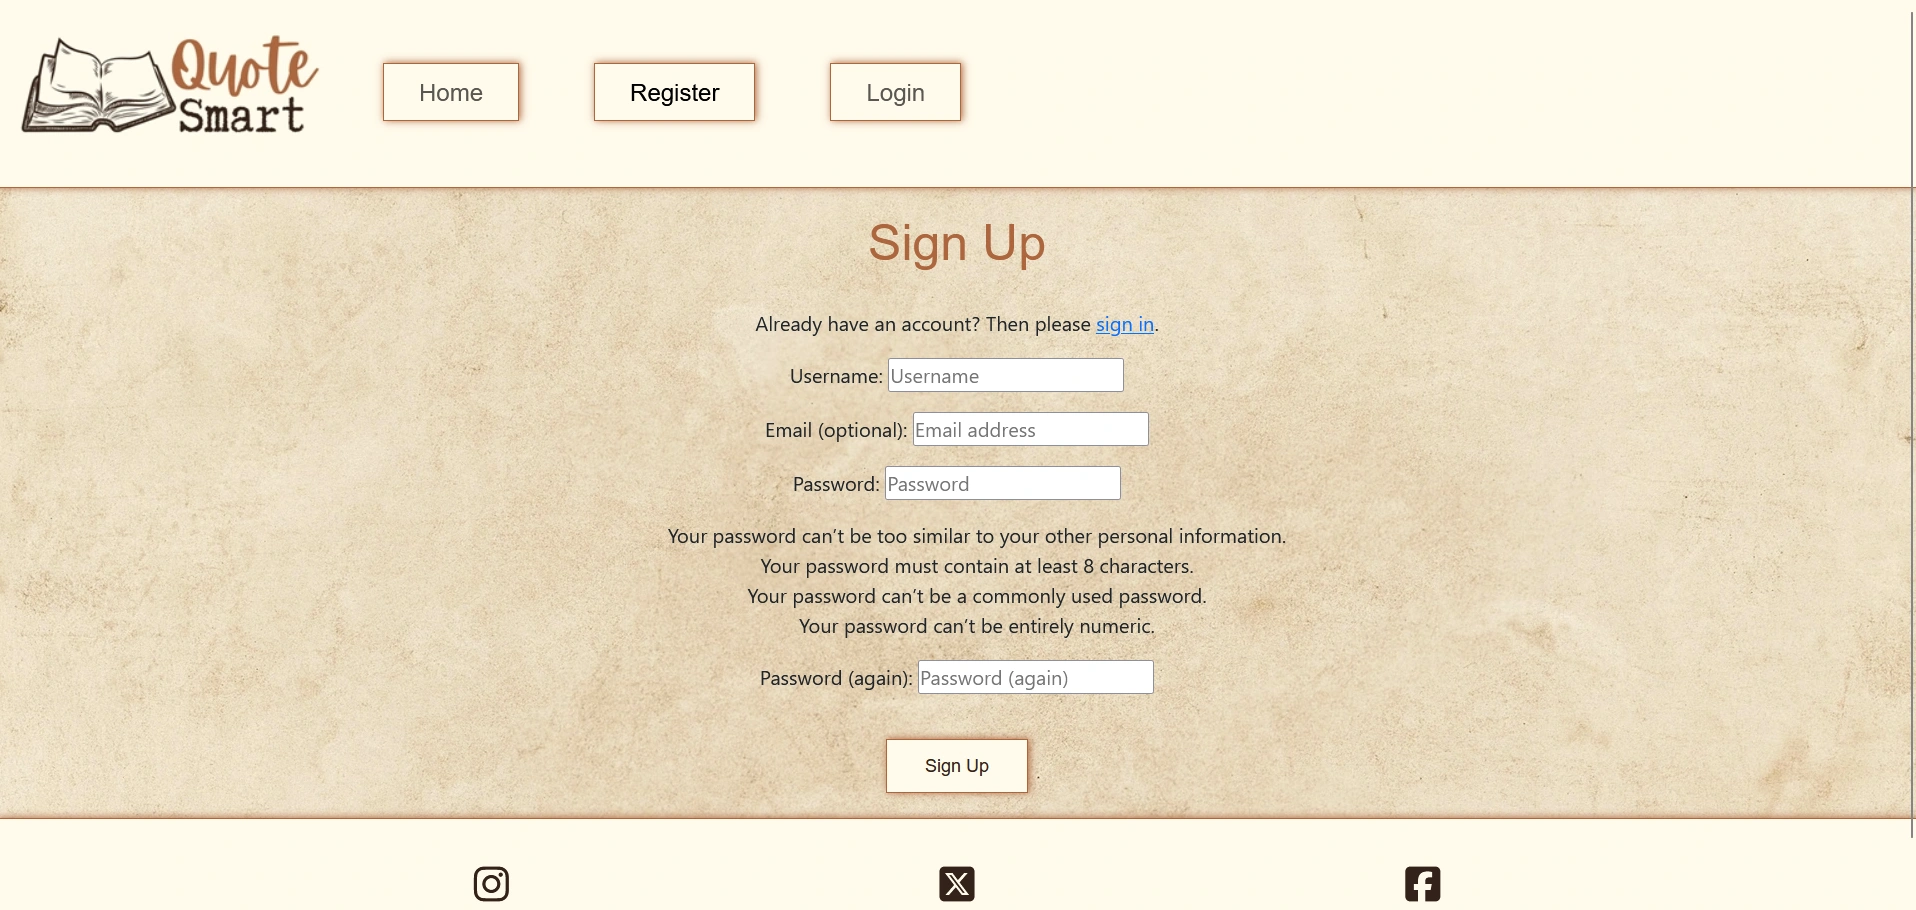 Quote
Smart
Home
Register
Login
Sign Up
Already have an account? Then please sign in.
Username: Username
Email (optional): Email address
Password: Password
Your password can’t be too similar to your other personal information.
Your password must contain at least 8 characters.
Your password can’t be a commonly used password.
Your password can’t be entirely numeric.
Password (again): Password (again)
Sign Up